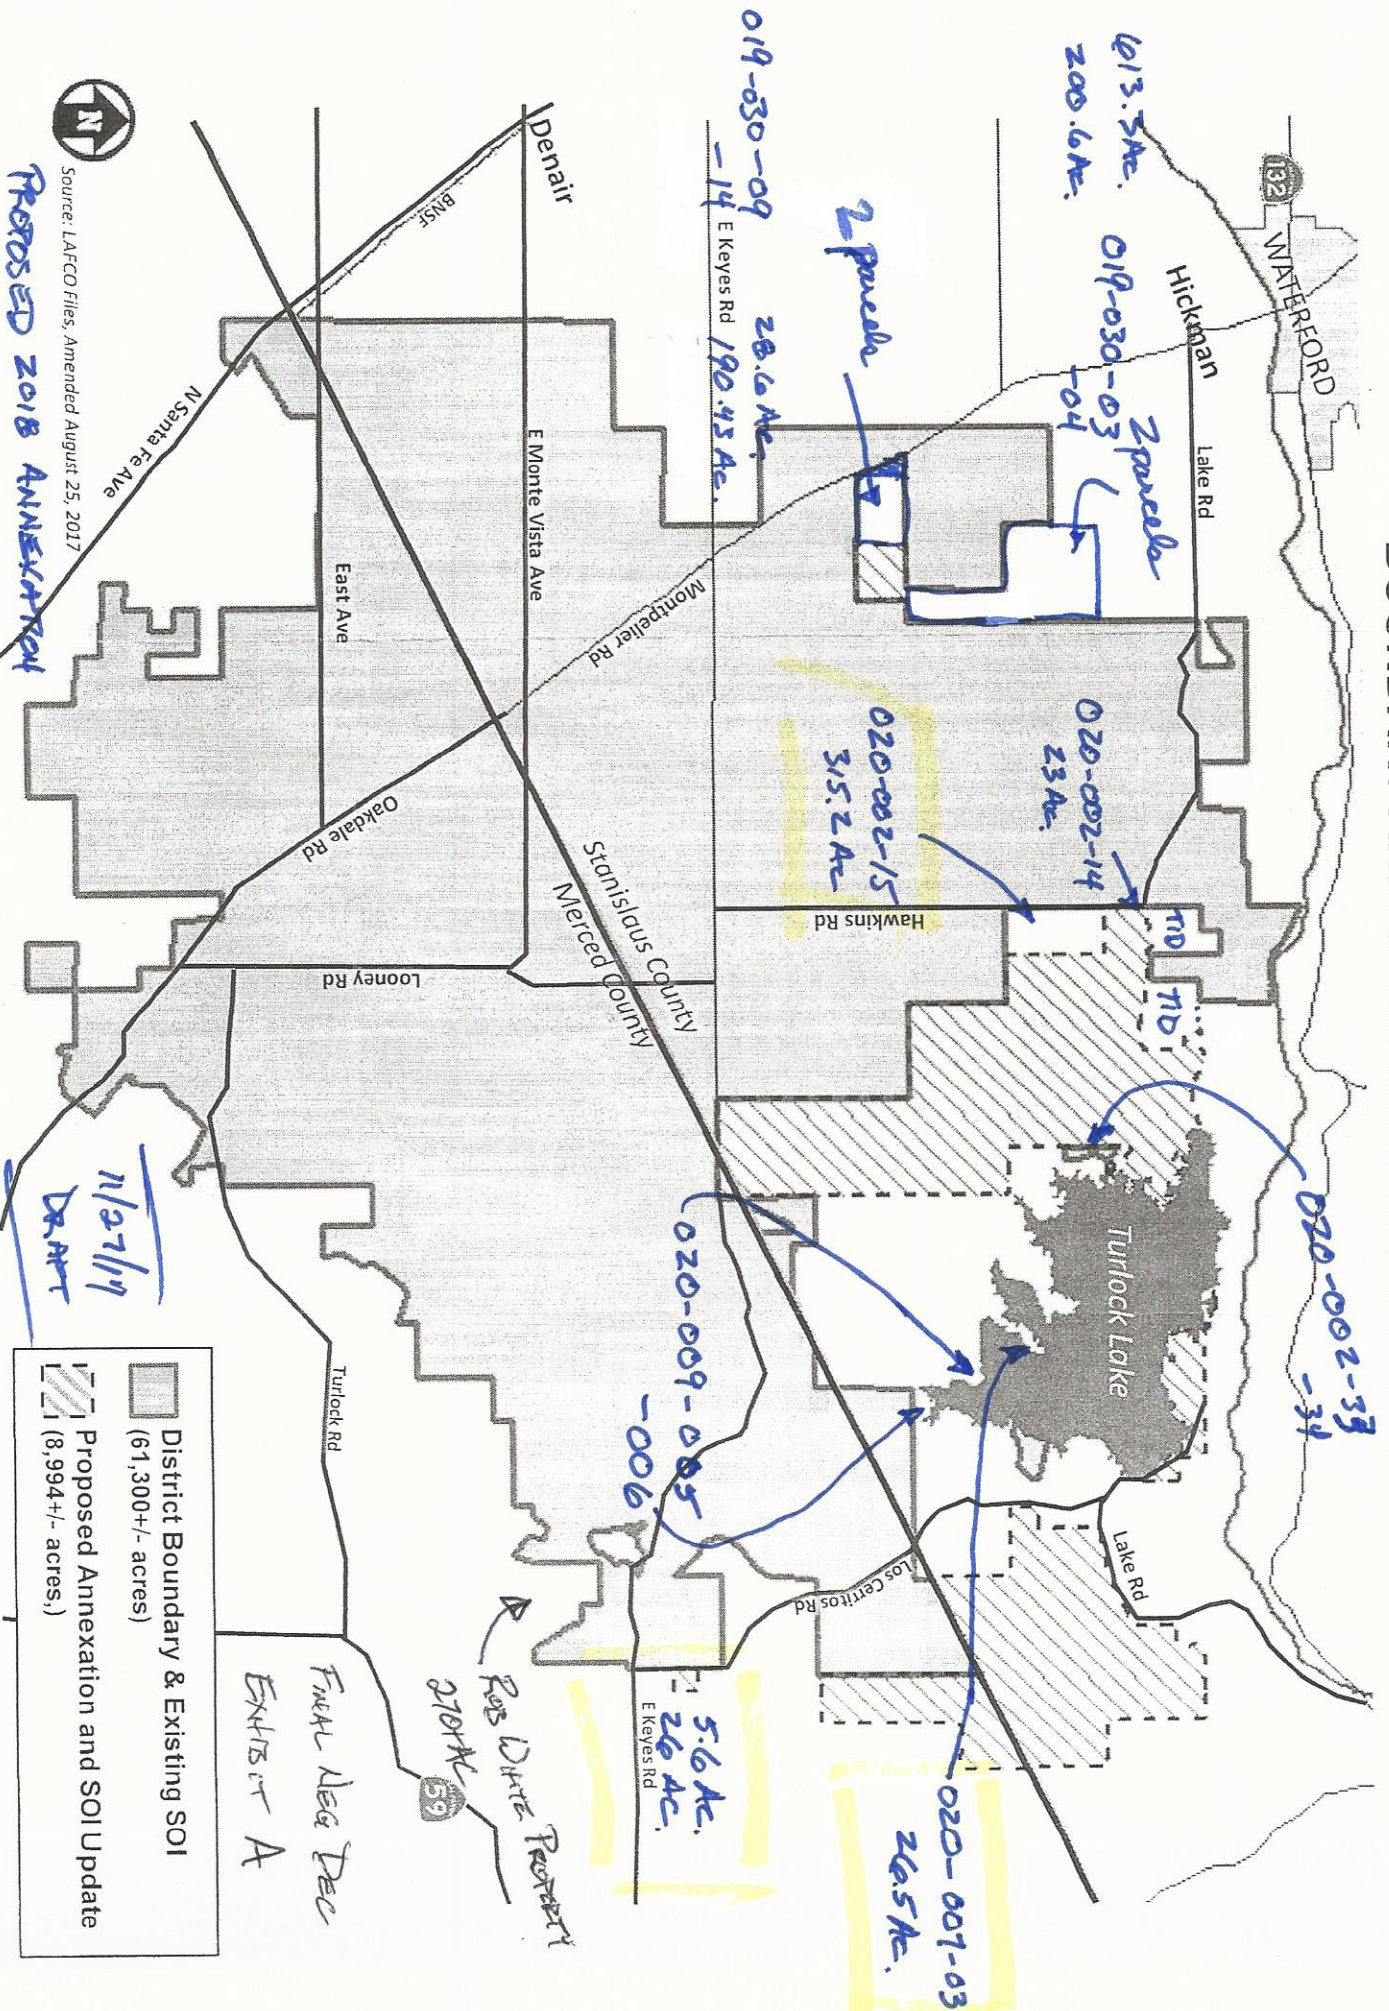 613.3 Ac.
200.6 Ac.
019-030-03
-04
2 parcels
132
WATERFORD
Hickman
Lake Rd
019-030-09
-14
28.6 Ac.
190.43 Ac.
E Keyes Rd
2 parcels
Denair
BNSF
E Monte Vista Ave
Montpelier Rd
East Ave
N Santa Fe Ave
N
Source: LAFCO Files, Amended August 25, 2017
PROPOSED 2018 ANNEXATION
020-002-14
23 Ac.
020-002-15
315.2 Ac
Hawkins Rd
TID
TID
Oakdale Rd
Stanislaus County
Merced County
Looney Rd
020-002-33
-34
Turlock Lake
020-009-005
-006
Lake Rd
Los Cerritos Rd
11/27/17
DRAFT
Turlock Rd
5.6 Ac.
26 Ac.
E Keyes Rd
ROB WHITE PROPERTY
270 AC
59
FINAL NEG DEC
EXHIBIT A
26.5 Ac.
District Boundary & Existing SOI
(61,300+/- acres)
Proposed Annexation and SOI Update
(8,994+/- acres,)